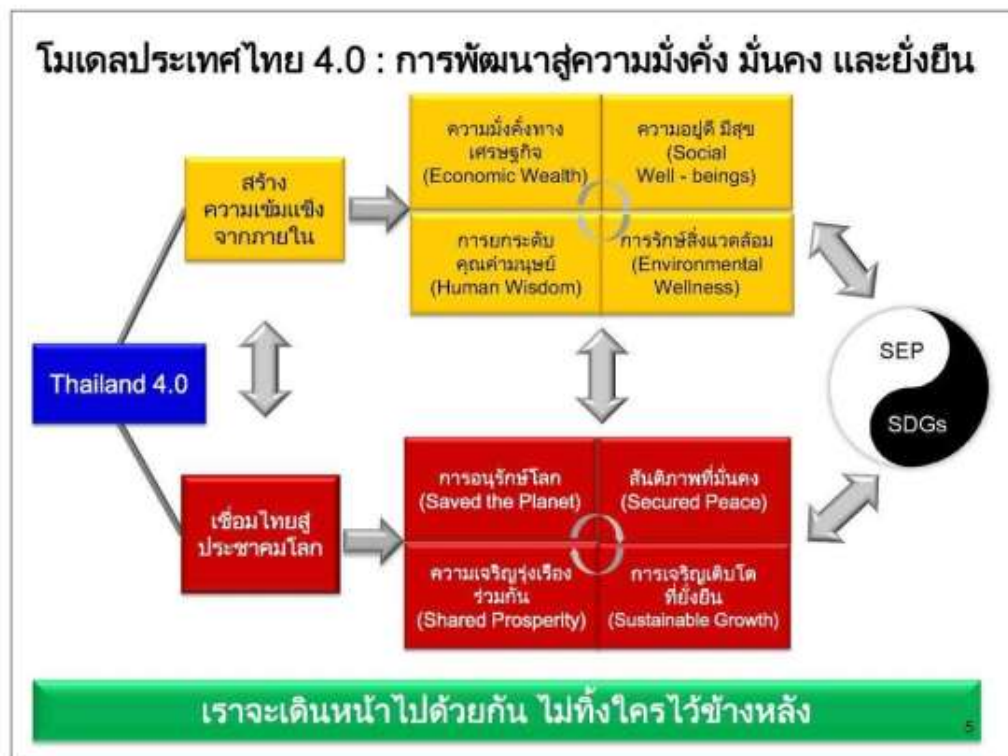 โมเดลประเทศไทย 4.0 : การพัฒนาสู่ความมั่งคั่ง มั่นคง และยั่งยืน
Thailand 4.0
สร้าง
ความเข้มแข็ง
จากภายใน
ความมั่งคั่งทาง
เศรษฐกิจ
(Economic Wealth)
ความอยู่ดี มีสุข
(Social
Well - beings)
การยกระดับ
คุณค่ามนุษย์
(Human Wisdom)
การรักษ์สิ่งแวดล้อม
(Environmental
Wellness)
เชื่อมไทยสู่
ประชาคมโลก
การอนุรักษ์โลก
(Saved the Planet)
สันติภาพที่มั่นคง
(Secured Peace)
ความเจริญรุ่งเรือง
ร่วมกัน
(Shared Prosperity)
การเจริญเติบโต
ที่ยั่งยืน
(Sustainable Growth)
SEP
SDGs
เราจะเดินหน้าไปด้วยกัน ไม่ทิ้งใครไว้ข้างหลัง
5